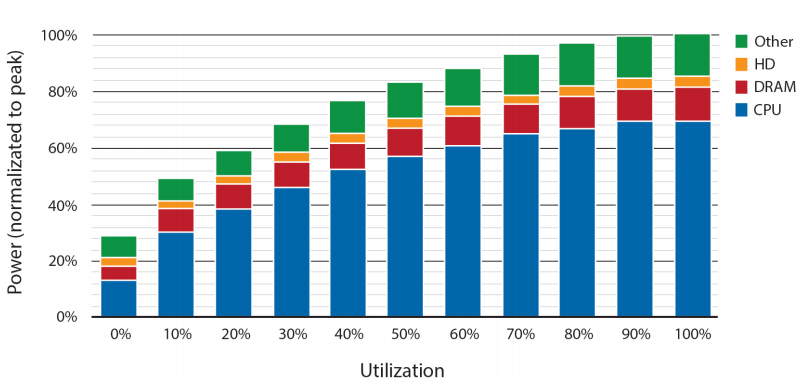 100%
80%
60%
40%
20%
0%
Power (normalizated to peak)
0% 10% 20% 30% 40% 50% 60% 70% 80% 90% 100%
Utilization
Other
HD
DRAM
CPU